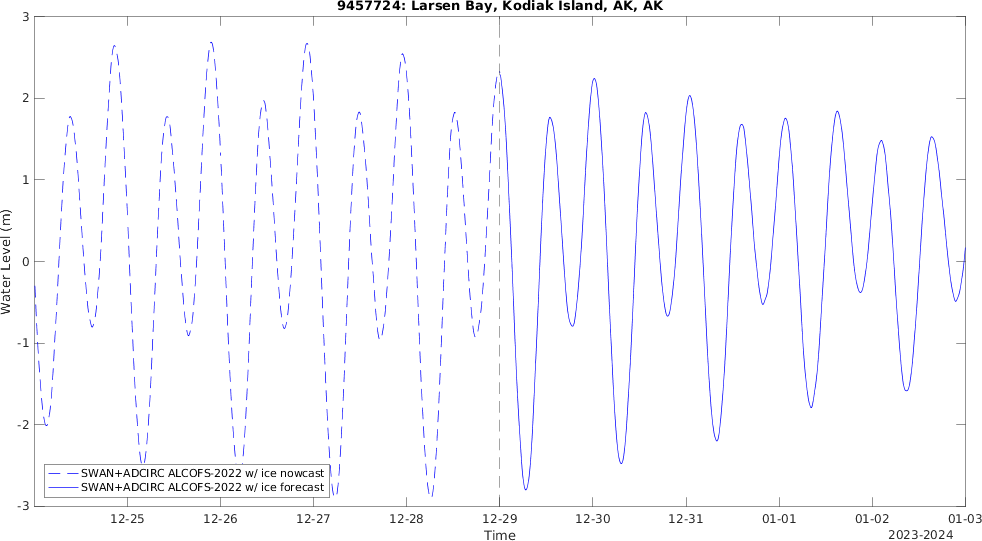 9457724: Larsen Bay, Kodiak Island, AK, AK
3
2
1
0
-1
-2
-3
Water Level (m)
SWAN+ADCIRC ALCOFS-2022 w/ ice nowcast
SWAN+ADCIRC ALCOFS-2022 w/ ice forecast
12-25 12-26 12-27 12-28 12-29 12-30 12-31 01-01 01-02 01-03
Time
2023-2024